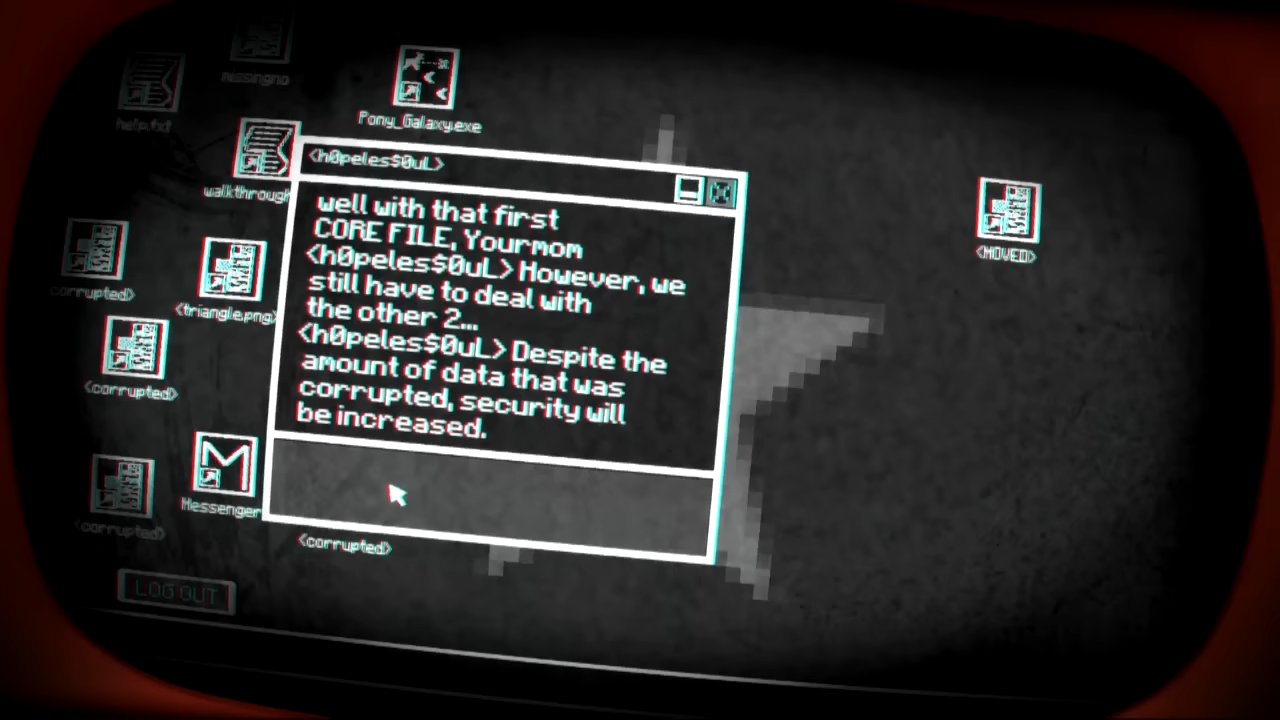 missingno
help.txt
Pony_Galaxy.exe
<h0peles$0uL>
walkthrough
well with that first
CORE FILE, Yourmom
<h0peles$0uL> However, we
still have to deal with
the other 2...
<h0peles$0uL> Despite the
amount of data that was
corrupted, security will
be increased.
<MOVED>
corrupted>
<triangle.png>
<corrupted>
M
Messenger
<corrupted>
<corrupted>
LOG OUT